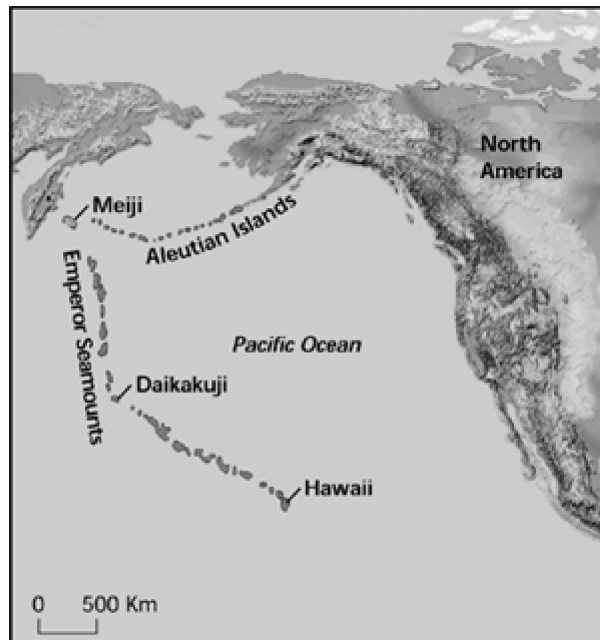 North
America
Meiji
Aleutian Islands
Emperor Seamounts
Pacific Ocean
Daikakuji
Hawaii
0 500 Km